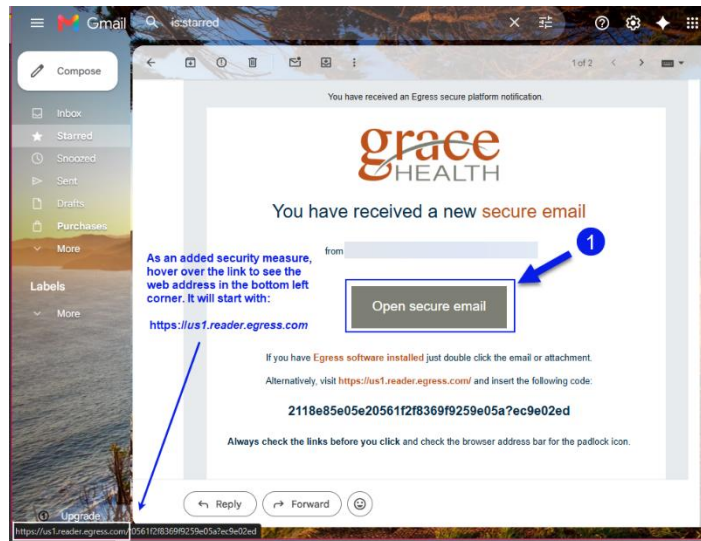 Gmail
is:starred
Compose
1 of 2
Inbox
Starred
Snoozed
Sent
Drafts
Purchases
More
Labels
More
Upgrade
You have received an Egress secure platform notification.
grace
HEALTH
You have received a new secure email
from
1
Open secure email
As an added security measure,
hover over the link to see the
web address in the bottom left
corner. It will start with:
https://us1.reader.egress.com
If you have Egress software installed just double click the email or attachment.
Alternatively, visit https://us1.reader.egress.com/ and insert the following code:
2118e85e05e20561f2f8369f9259e05a?ec9e02ed
Always check the links before you click and check the browser address bar for the padlock icon.
Reply
Forward
https://us1.reader.egress.com/0561f2f8369f9259e05a?ec9e02ed